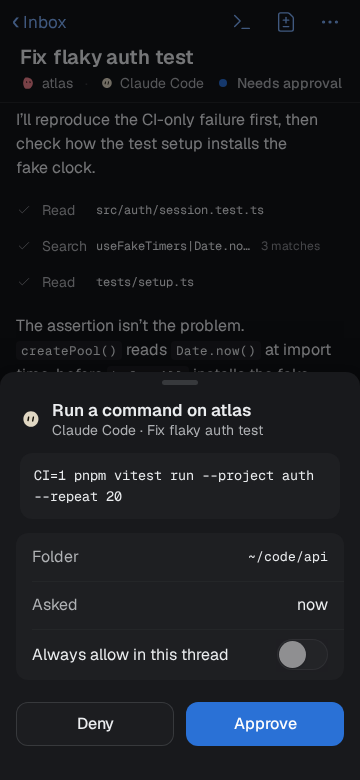 Inbox
Fix flaky auth test
atlas · Claude Code Needs approval
I'll reproduce the CI-only failure first, then
check how the test setup installs the
fake clock.
Read src/auth/session.test.ts
Search useFakeTimers|Date.no… 3 matches
Read tests/setup.ts
The assertion isn't the problem.
createPool() reads Date.now() at import
Run a command on atlas
Claude Code · Fix flaky auth test
CI=1 pnpm vitest run --project auth
--repeat 20
Folder ~/code/api
Asked now
Always allow in this thread
Deny Approve